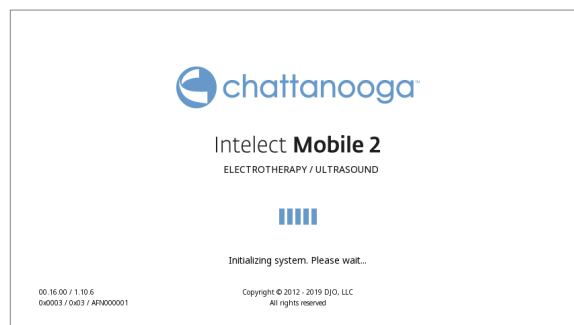 chattanooga™
Intelect Mobile 2
ELECTROTHERAPY / ULTRASOUND
Initializing system. Please wait...
00.16.00 / 1.10.6
0x0003 / 0x03 / AFN000001
Copyright © 2012 - 2019 DJO, LLC
All rights reserved